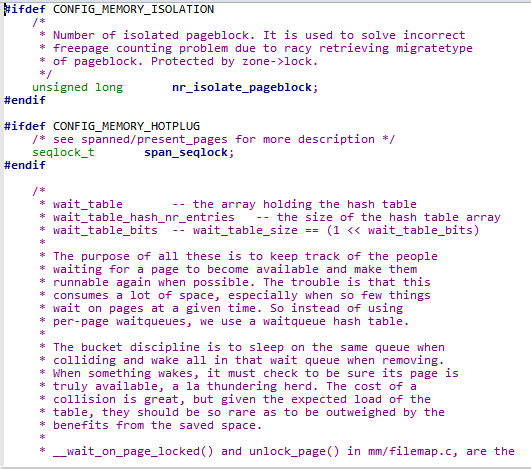 #ifdef CONFIG_MEMORY_ISOLATION
/*
* Number of isolated pageblock. It is used to solve incorrect
* freepage counting problem due to racy retrieving migratetype
* of pageblock. Protected by zone->lock.
*/
unsigned long nr_isolate_pageblock;
#endif
#ifdef CONFIG_MEMORY_HOTPLUG
/* see spanned/present_pages for more description */
seqlock_t span_seqlock;
#endif
/*
* wait_table -- the array holding the hash table
* wait_table_hash_nr_entries -- the size of the hash table array
* wait_table_bits -- wait_table_size == (1 << wait_table_bits)
*
* The purpose of all these is to keep track of the people
* waiting for a page to become available and make them
* runnable again when possible. The trouble is that this
* consumes a lot of space, especially when so few things
* wait on pages at a given time. So instead of using
* per-page waitqueues, we use a waitqueue hash table.
*
* The bucket discipline is to sleep on the same queue when
* colliding and wake all in that wait queue when removing.
* When something wakes, it must check to be sure its page is
* truly available, a la thundering herd. The cost of a
* collision is great, but given the expected load of the
* table, they should be so rare as to be outweighed by the
* benefits from the saved space.
*
* __wait_on_page_locked() and unlock_page() in mm/filemap.c, are the